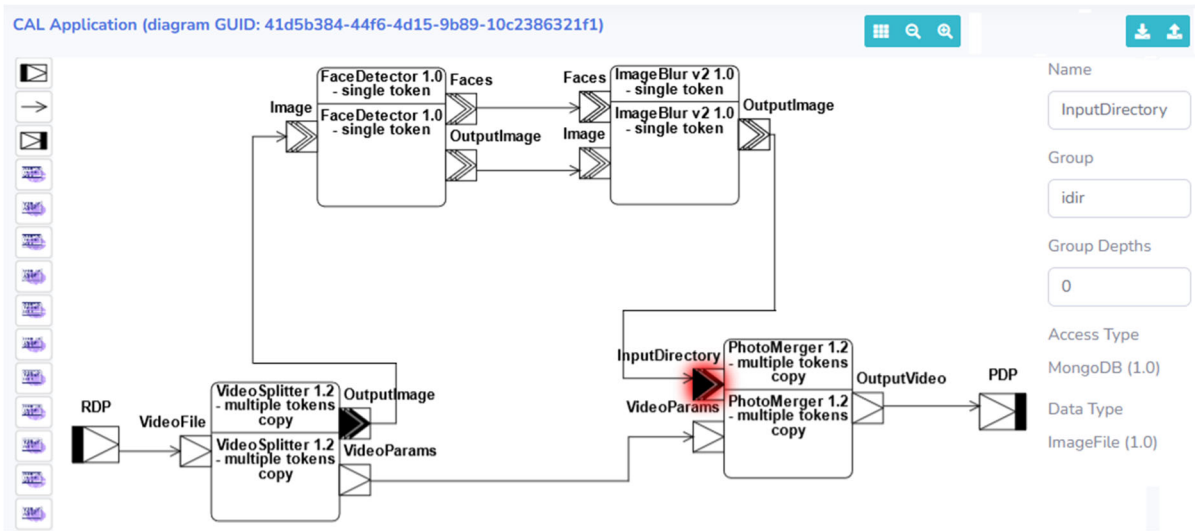 CAL Application (diagram GUID: 41d5b384-44f6-4d15-9b89-10c2386321f1)
Name
InputDirectory
Group
idir
Group Depths
0
Access Type
MongoDB (1.0)
Data Type
ImageFile (1.0)
Image
FaceDetector 1.0
- single token
FaceDetector 1.0
- single token
Faces
OutputImage
Faces
Image
ImageBlur v2 1.0
- single token
ImageBlur v2 1.0
- single token
OutputImage
RDP
VideoFile
VideoSplitter 1.2
- multiple tokens
copy
VideoSplitter 1.2
- multiple tokens
copy
OutputImage
VideoParams
InputDirectory
VideoParams
PhotoMerger 1.2
- multiple tokens
copy
PhotoMerger 1.2
- multiple tokens
copy
OutputVideo
PDP